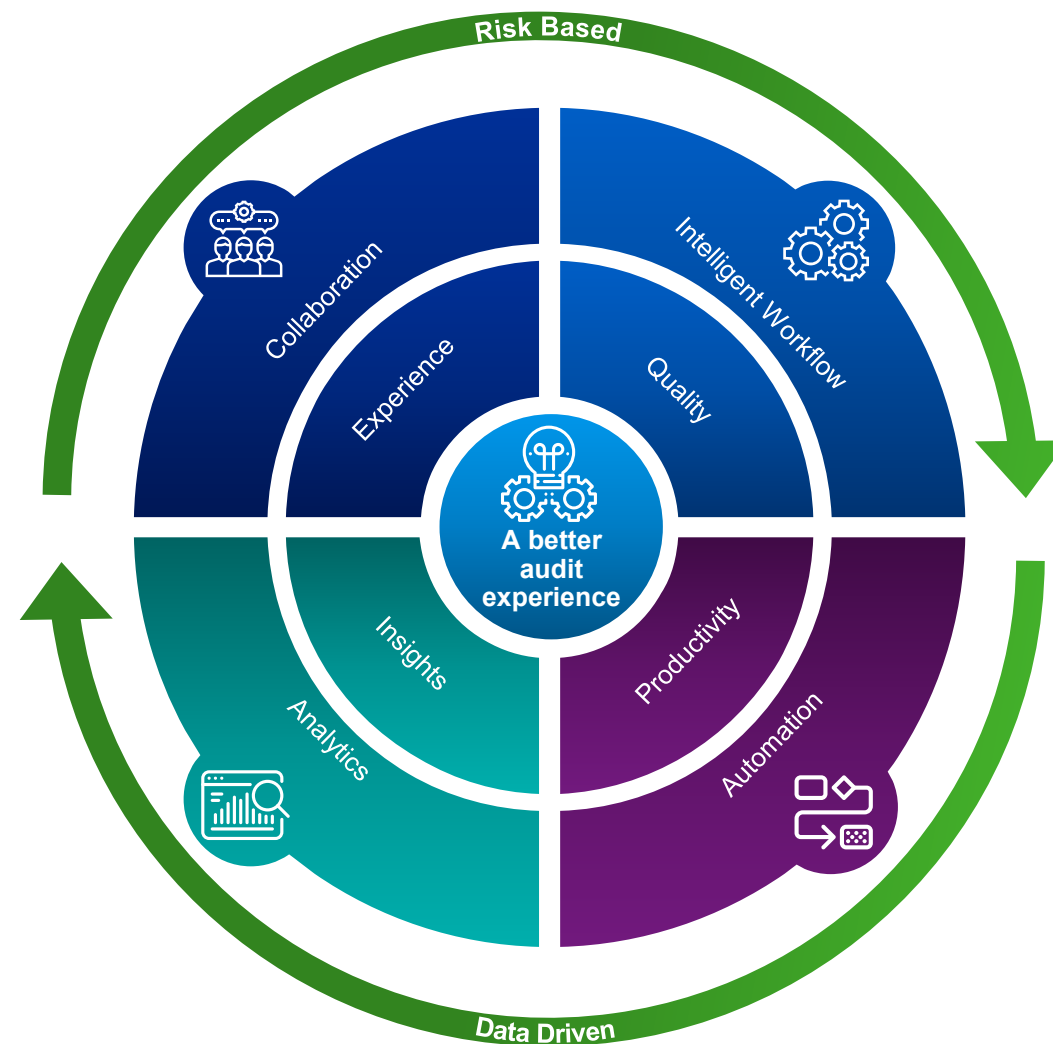 Risk Based
Collaboration
Intelligent Workflow
Experience
Quality
A better
audit
experience
Insights
Productivity
Analytics
Automation
Data Driven